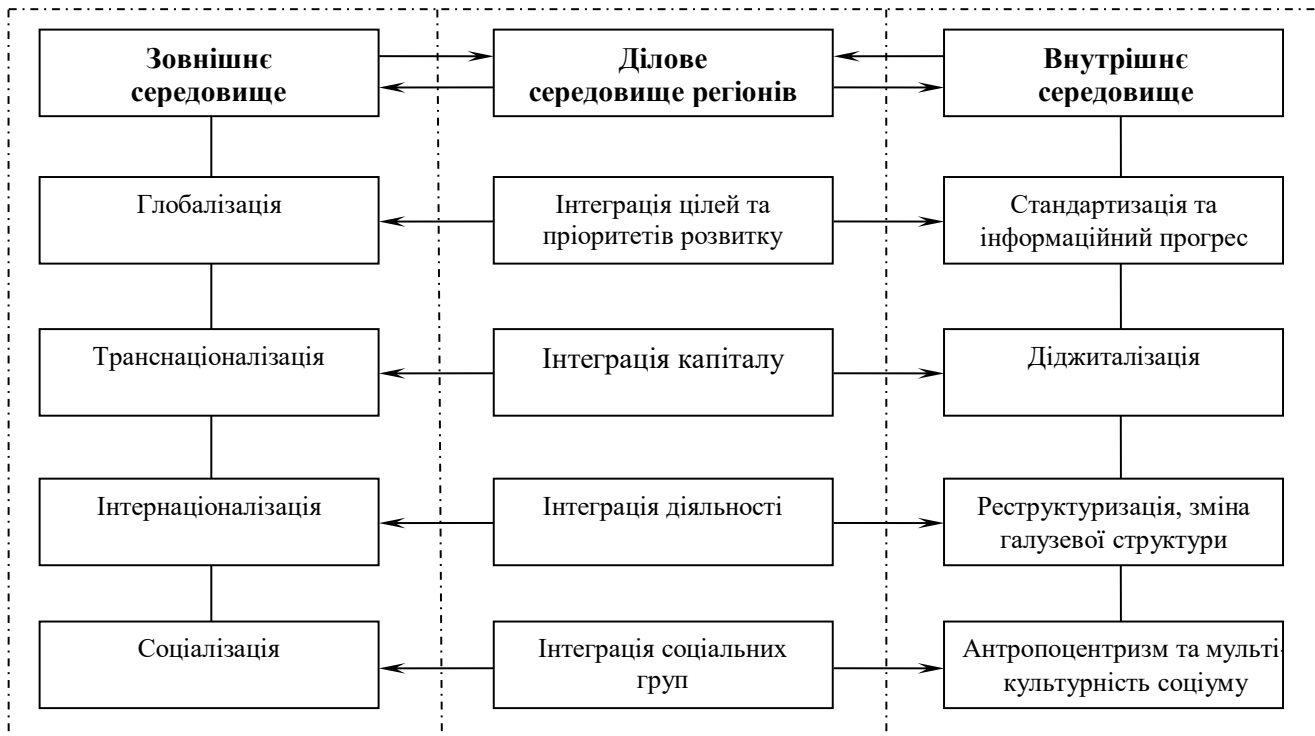 Зовнішнє
середовище
Ділове
середовище регіонів
Внутрішнє
середовище
Глобалізація
Інтеграція цілей та
пріоритетів розвитку
Стандартизація та
інформаційний прогрес
Транснаціоналізація
Інтеграція капіталу
Діджиталізація
Інтернаціоналізація
Інтеграція діяльності
Реструктуризація, зміна
галузевої структури
Соціалізація
Інтеграція соціальних
груп
Антропоцентризм та мульті-
культурність соціуму